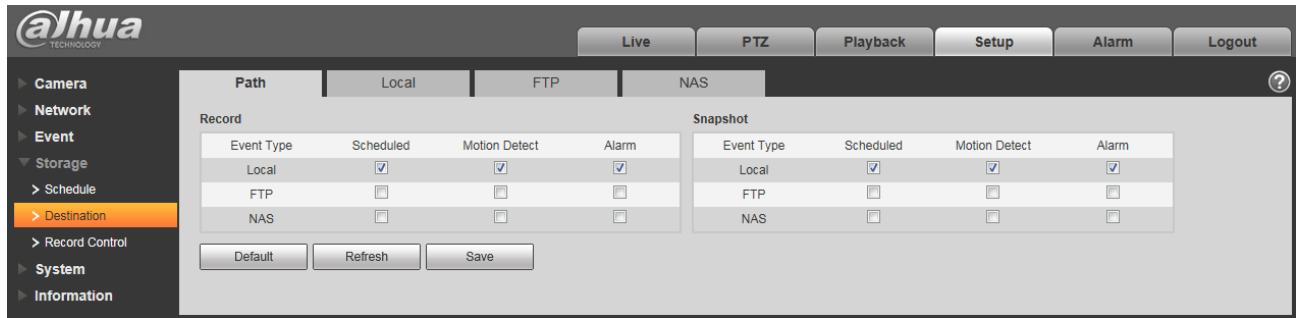 alhua
TECHNOLOGY
Live PTZ Playback Setup Alarm Logout
Camera
Network
Event
Storage
> Schedule
> Destination
> Record Control
System
Information
Path Local FTP NAS ?
Record
Event Type Scheduled Motion Detect Alarm
Local
FTP
NAS
Snapshot
Event Type Scheduled Motion Detect Alarm
Local
FTP
NAS
Default Refresh Save